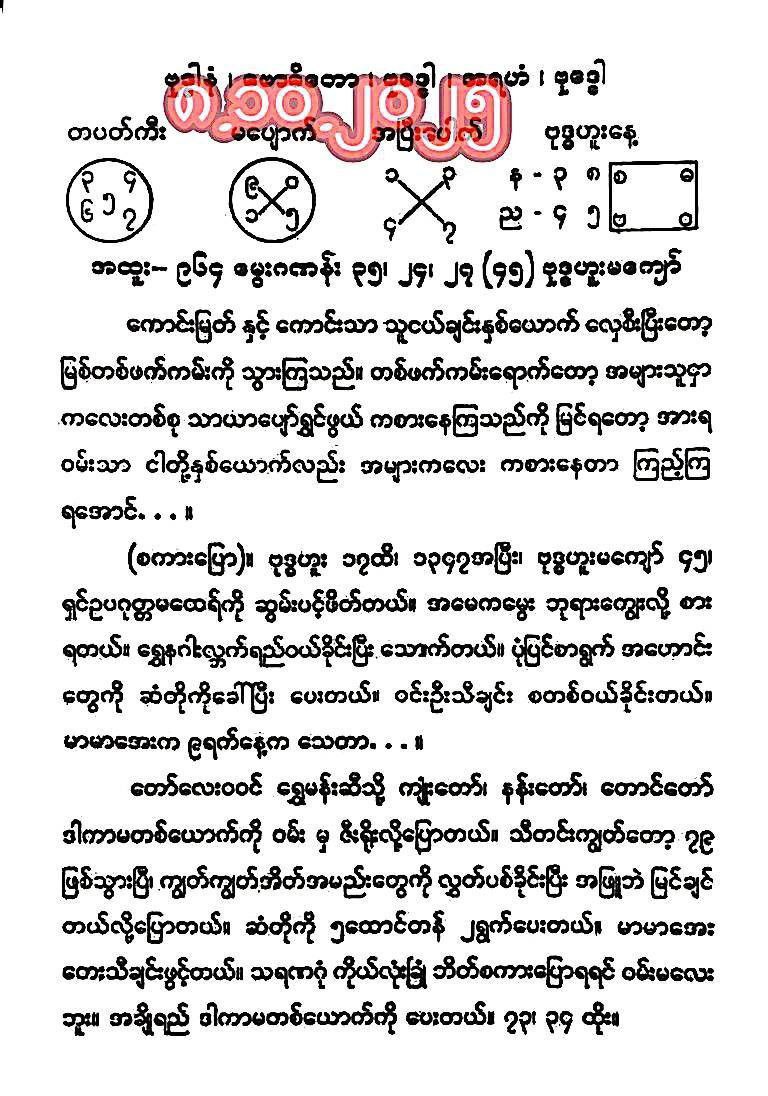 ဗုဒ္ဓါနံ ၊ ဗောဓိတော ၊ ဗုဒ္ဓေါ ၊ အရဟံ ၊ ဗုဒ္ဓေါ
၈.၁၀.၂၀၂၅
တပတ်ကီး မပျောက် အပြီးပေါက် ဗုဒ္ဓဟူးနေ့
၃ ၄ ၉ ၀ ၁ ၃ န - ၃ ၈ စ ဓ
၅
၆ ၇ ၁ ၅ ၄ ၇ ည - ၄ ၅ ဗ ဝ
အထူး- ၉၆၄ မွေးဂဏန်း ၃၅၊ ၂၄၊ ၂၇ (၄၅) ဗုဒ္ဓဟူးမကျော်
ကောင်းမြတ် နှင့် ကောင်းသာ သူငယ်ချင်းနှစ်ယောက် လှေစီးပြီးတော့
မြစ်တစ်ဖက်ကမ်းကို သွားကြသည်။ တစ်ဖက်ကမ်းရောက်တော့ အများသူငှာ
ကလေးတစ်စု သာယာပျော်ရွှင်ဖွယ် ကစားနေကြသည်ကို မြင်ရတော့ အားရ
ဝမ်းသာ ငါတို့နှစ်ယောက်လည်း အများကလေး ကစားနေတာ ကြည့်ကြ
ရအောင်. . . ။
(စကားပြော)။ ဗုဒ္ဓဟူး ၁၇ထိ၊ ၁၃၄၇အပြီး၊ ဗုဒ္ဓဟူးမကျော် ၄၅၊
ရှင်ဥပဂုတ္တမထေရ်ကို ဆွမ်းပင့်ဖိတ်တယ်။ အမေကမွေး ဘုရားကျွေးလို့ စား
ရတယ်။ ရွှေနဂါးလ္ဘက်ရည်ဝယ်ခိုင်းပြီး သောက်တယ်။ ပုံပြင်စာရွက် အဟောင်း
တွေကို ဆံတိုကိုခေါ်ပြီး ပေးတယ်။ ဝင်းဦးသီချင်း စတစ်ဝယ်ခိုင်းတယ်။
မာမာအေးက ၉ရက်နေ့က သေတာ. . . ။
တော်လေးဝဝင် ရွှေမန်းဆီသို့ ကျုံးတော်၊ နန်းတော်၊ တောင်တော်
ဒါကာမတစ်ယောက်ကို ဝမ်း မှ ဇီးရိုးလို့ပြောတယ်။ သီတင်းကျွတ်တော့ ၇၉
ဖြစ်သွားပြီ၊ ကျွတ်ကျွတ်အိတ်အမည်းတွေကို လွှတ်ပစ်ခိုင်းပြီး အဖြူဘဲ မြင်ချင်
တယ်လို့ပြောတယ်။ ဆံတိုကို ၅ထောင်တန် ၂ရွက်ပေးတယ်။ မာမာအေး
တေးသီချင်းဖွင့်တယ်။ သရဏဂုံ ကိုယ်လုံးခြုံ ဘိတ်စကားပြောရရင် ဝမ်းမလေး
ဘူး။ အချိုရည် ဒါကာမတစ်ယောက်ကို ပေးတယ်။ ၇၃၊ ၃၄ ထိုး။